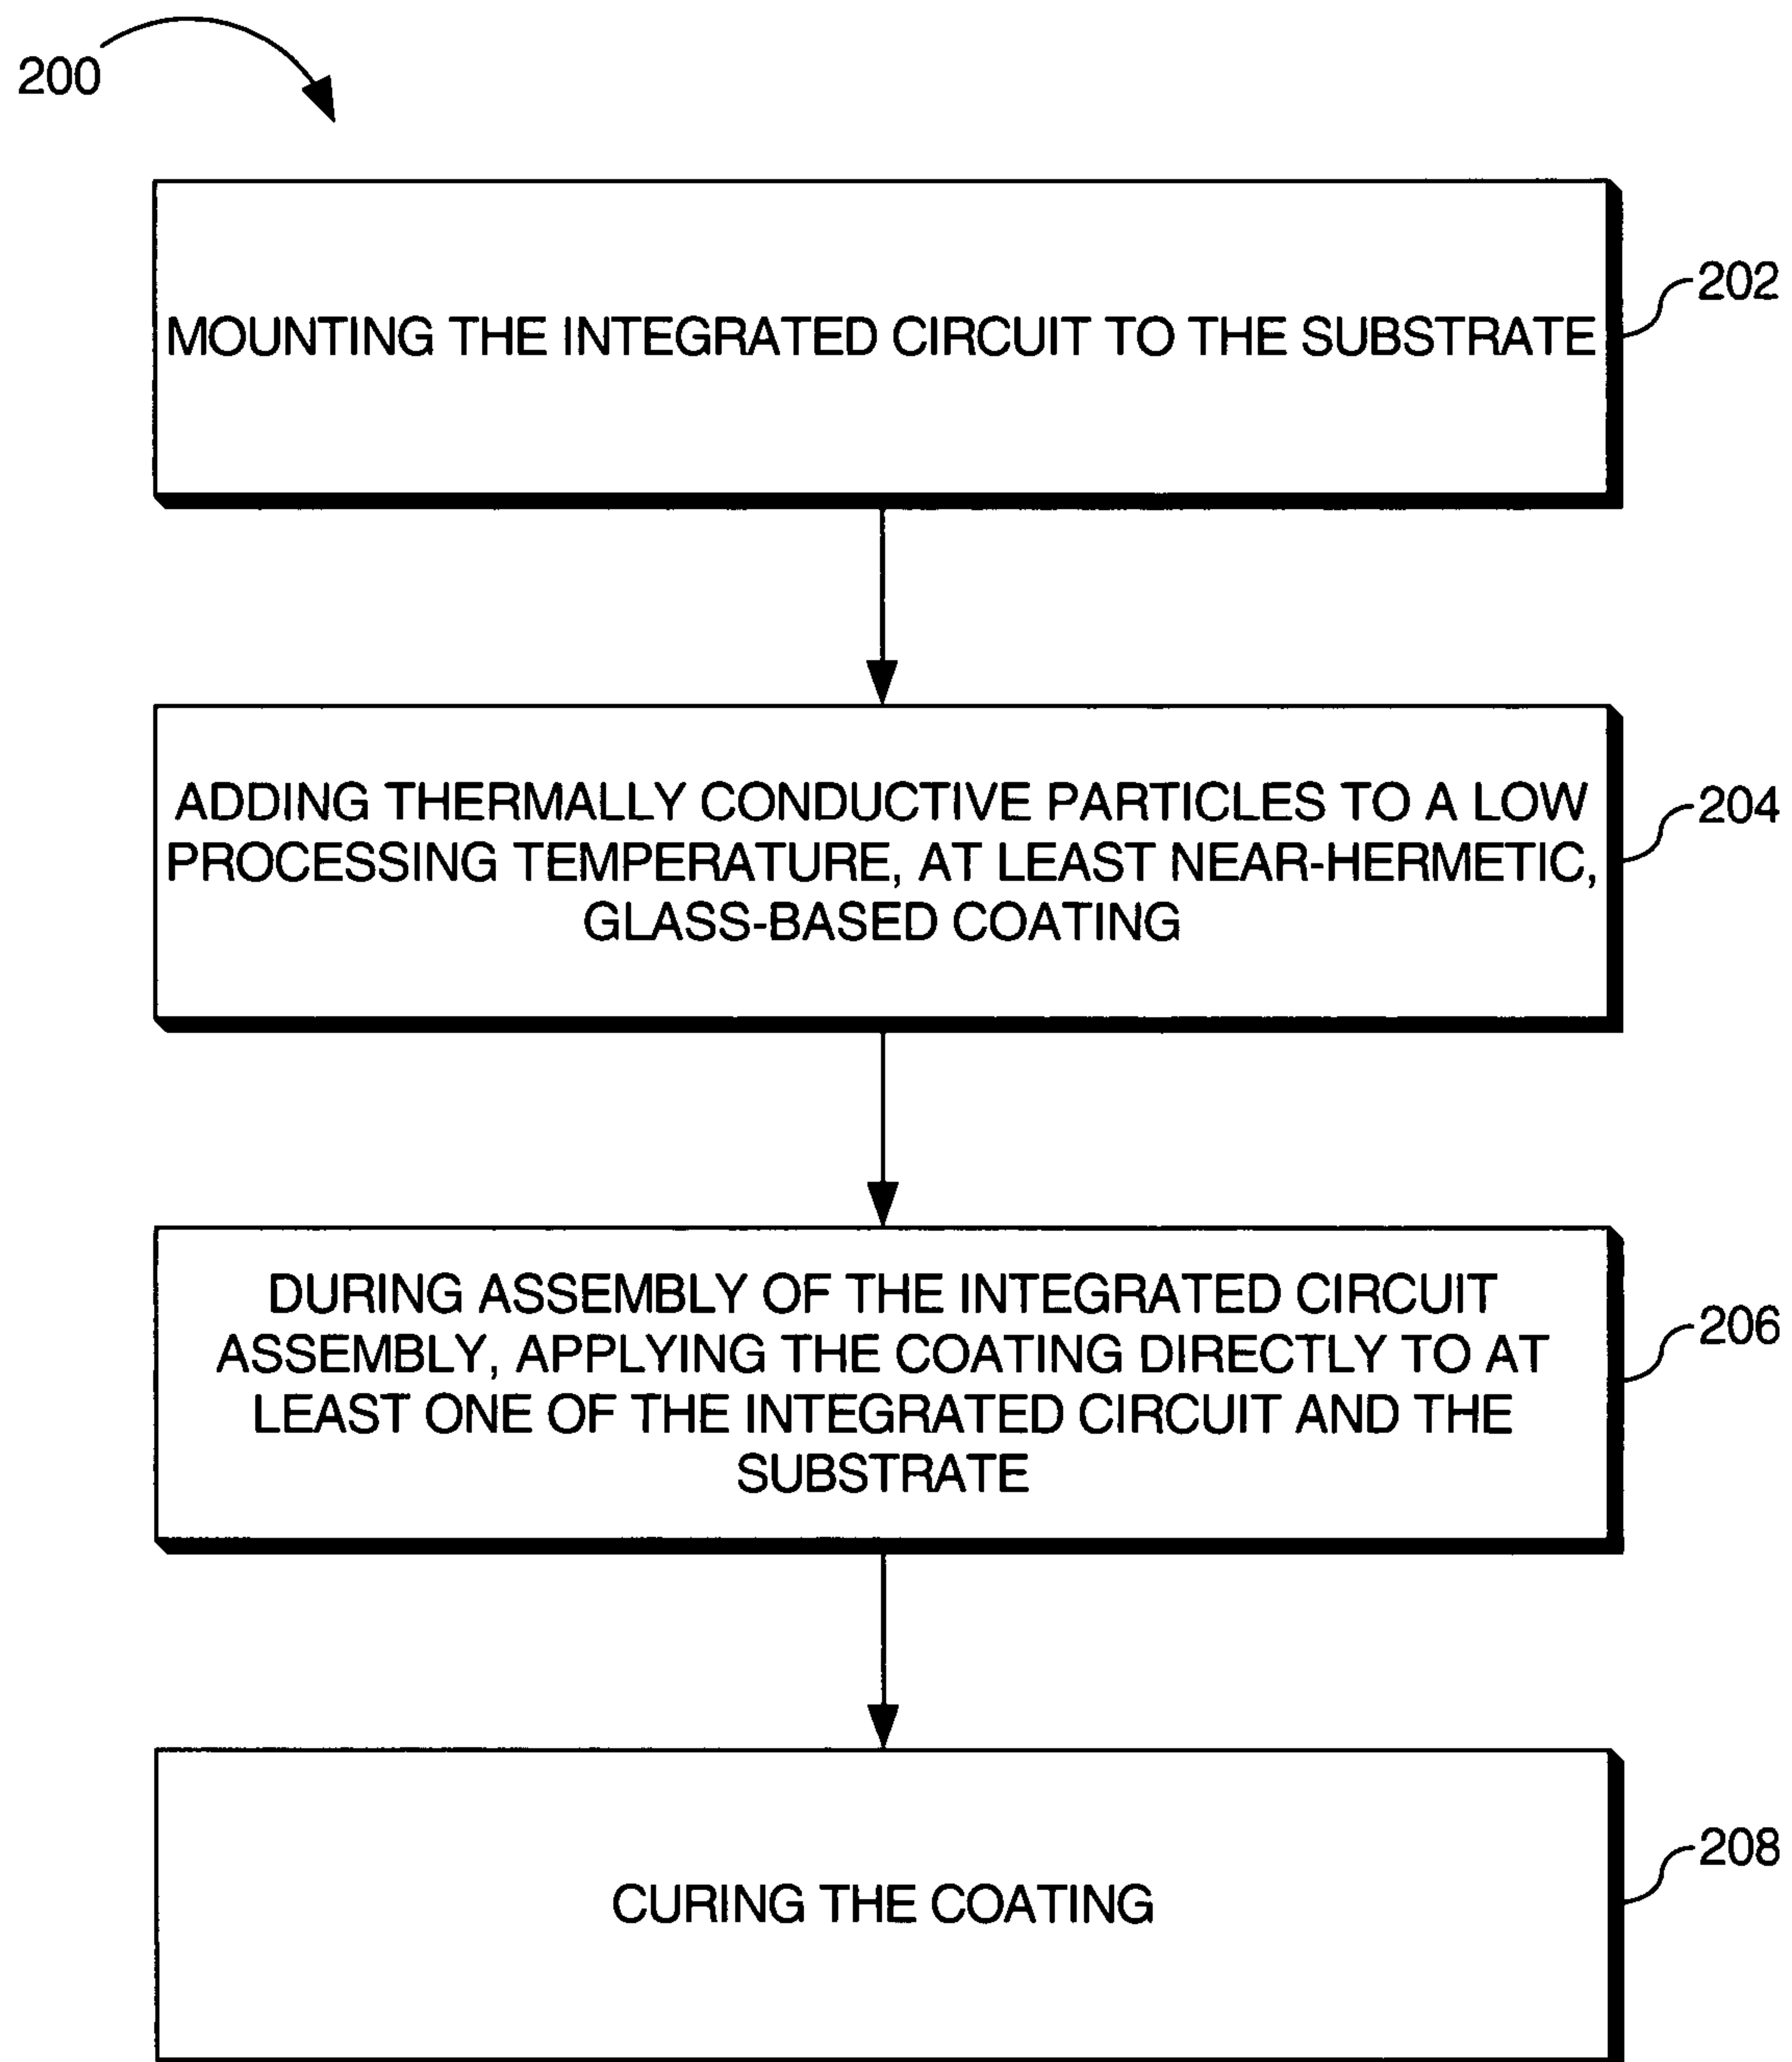 200
MOUNTING THE INTEGRATED CIRCUIT TO THE SUBSTRATE
202
ADDING THERMALLY CONDUCTIVE PARTICLES TO A LOW
PROCESSING TEMPERATURE, AT LEAST NEAR-HERMETIC,
GLASS-BASED COATING
204
DURING ASSEMBLY OF THE INTEGRATED CIRCUIT
ASSEMBLY, APPLYING THE COATING DIRECTLY TO AT
LEAST ONE OF THE INTEGRATED CIRCUIT AND THE
SUBSTRATE
206
CURING THE COATING
208